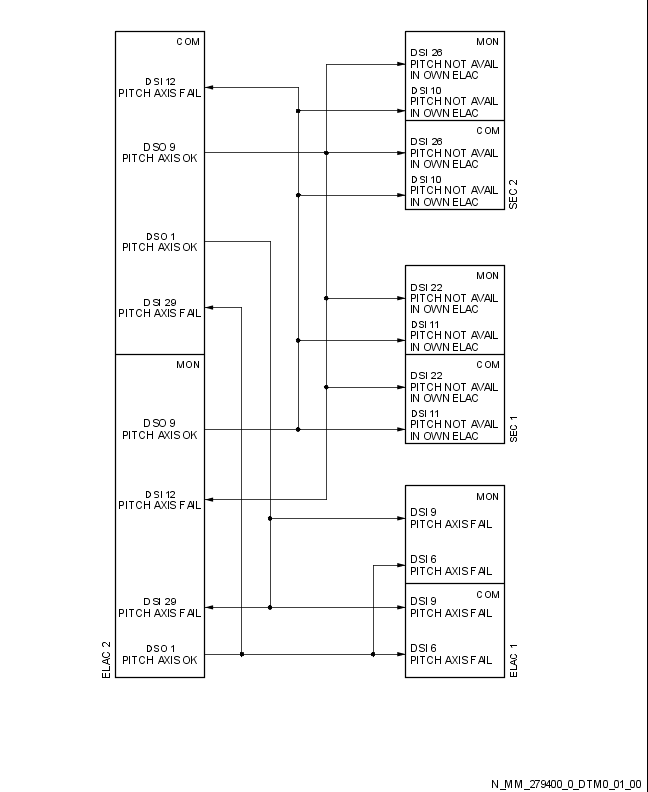 COM
DSI 12
PITCH AXIS FAIL
DSO 9
PITCH AXIS OK
DSO 1
PITCH AXIS OK
DSI 29
PITCH AXIS FAIL
MON
DSO 9
PITCH AXIS OK
DSI 12
PITCH AXIS FAIL
DSI 29
PITCH AXIS FAIL
DSO 1
PITCH AXIS OK
ELAC 2
MON
DSI 26
PITCH NOT AVAIL
IN OWN ELAC
DSI 10
PITCH NOT AVAIL
IN OWN ELAC
COM
DSI 26
PITCH NOT AVAIL
IN OWN ELAC
DSI 10
PITCH NOT AVAIL
IN OWN ELAC
SEC 2
MON
DSI 22
PITCH NOT AVAIL
IN OWN ELAC
DSI 11
PITCH NOT AVAIL
IN OWN ELAC
COM
DSI 22
PITCH NOT AVAIL
IN OWN ELAC
DSI 11
PITCH NOT AVAIL
IN OWN ELAC
SEC 1
MON
DSI 9
PITCH AXIS FAIL
DSI 6
PITCH AXIS FAIL
COM
DSI 9
PITCH AXIS FAIL
DSI 6
PITCH AXIS FAIL
ELAC 1
N_MM_279400_0_DTM0_01_00